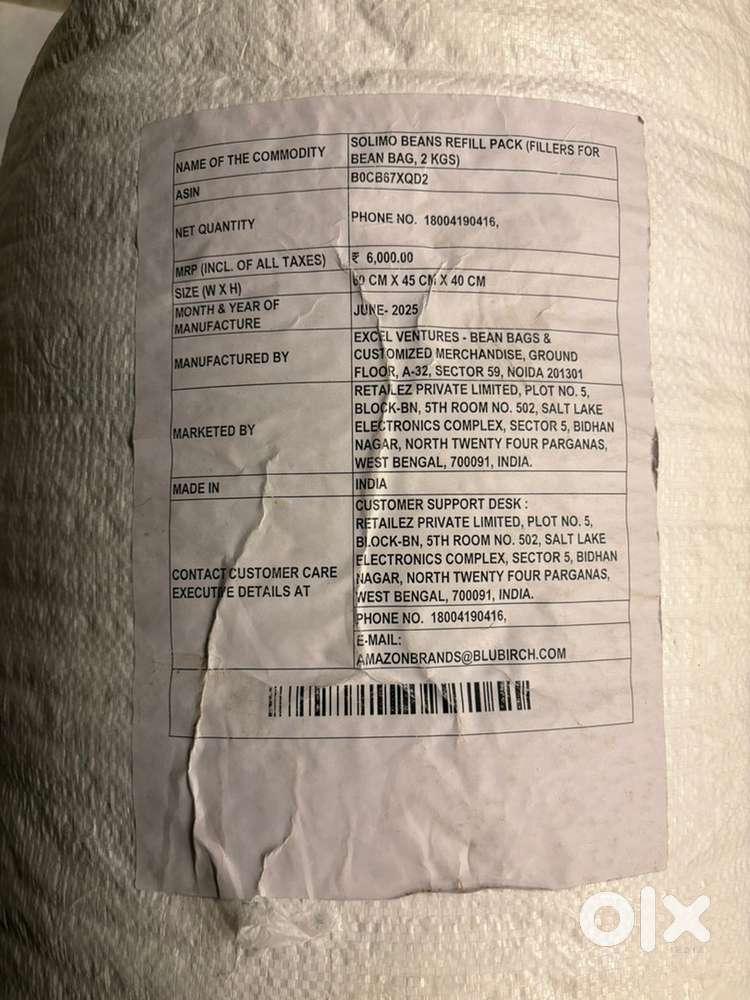 NAME OF THE COMMODITY
SOLIMO BEANS REFILL PACK (FILLERS FOR
BEAN BAG, 2 KGS)
ASIN
B0CB67XQD2
NET QUANTITY
PHONE NO. 18004190416,
MRP (INCL. OF ALL TAXES)
₹ 6,000.00
SIZE (W X H)
60 CM X 45 CM X 40 CM
MONTH & YEAR OF
MANUFACTURE
JUNE- 2025
MANUFACTURED BY
EXCEL VENTURES - BEAN BAGS &
CUSTOMIZED MERCHANDISE, GROUND
FLOOR, A-32, SECTOR 59, NOIDA 201301
MARKETED BY
RETAILEZ PRIVATE LIMITED, PLOT NO. 5,
BLOCK-BN, 5TH ROOM NO. 502, SALT LAKE
ELECTRONICS COMPLEX, SECTOR 5, BIDHAN
NAGAR, NORTH TWENTY FOUR PARGANAS,
WEST BENGAL, 700091, INDIA.
MADE IN
INDIA
CONTACT CUSTOMER CARE
EXECUTIVE DETAILS AT
CUSTOMER SUPPORT DESK :
RETAILEZ PRIVATE LIMITED, PLOT NO. 5,
BLOCK-BN, 5TH ROOM NO. 502, SALT LAKE
ELECTRONICS COMPLEX, SECTOR 5, BIDHAN
NAGAR, NORTH TWENTY FOUR PARGANAS,
WEST BENGAL, 700091, INDIA.
PHONE NO. 18004190416,
E-MAIL:
AMAZONBRANDS@BLUBIRCH.COM
olx
INDIA